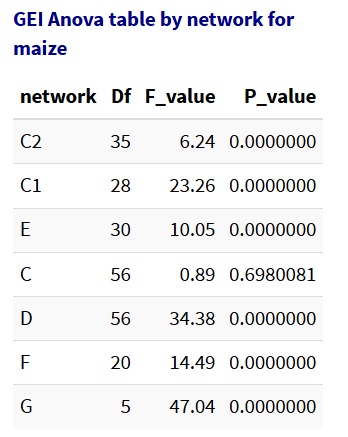 GEI Anova table by network for
maize
network Df F_value P_value
C2 35 6.24 0.0000000
C1 28 23.26 0.0000000
E 30 10.05 0.0000000
C 56 0.89 0.6980081
D 56 34.38 0.0000000
F 20 14.49 0.0000000
G 5 47.04 0.0000000